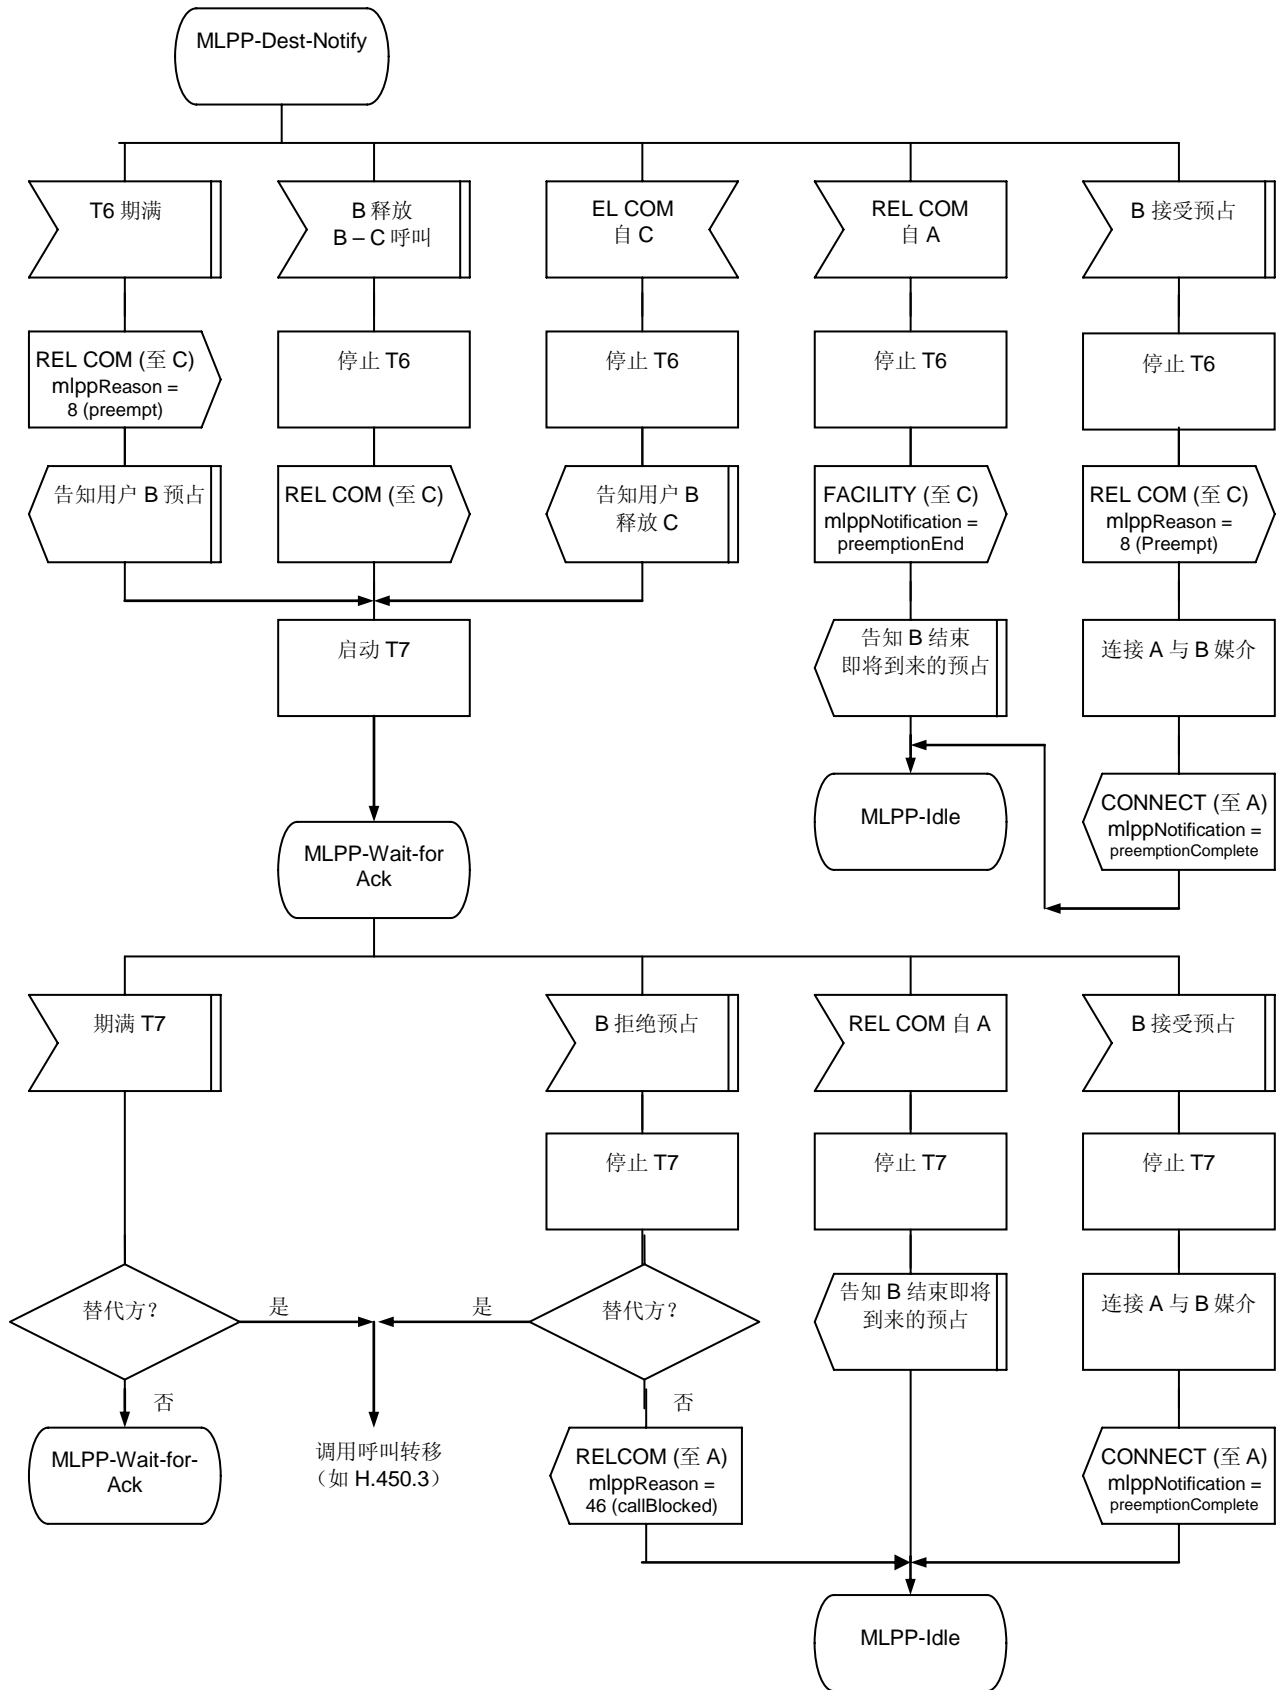 MLPP-Dest-Notify
T6 期满
B 释放
B – C 呼叫
EL COM
自 C
REL COM
自 A
B 接受预占
REL COM (至 C)
mlppReason =
8 (preempt)
停止 T6
停止 T6
停止 T6
停止 T6
告知用户 B 预占
REL COM (至 C)
告知用户 B
释放 C
FACILITY (至 C)
mlppNotification =
preemptionEnd
REL COM (至 C)
mlppReason =
8 (Preempt)
启动 T7
告知 B 结束
即将到来的预占
连接 A 与 B 媒介
MLPP-Idle
CONNECT (至 A)
mlppNotification =
preemptionComplete
MLPP-Wait-for
Ack
期满 T7
B 拒绝预占
REL COM 自 A
B 接受预占
停止 T7
停止 T7
停止 T7
替代方？
是
是
替代方？
告知 B 结束即将
到来的预占
连接 A 与 B 媒介
否
否
MLPP-Wait-for-
Ack
调用呼叫转移
（如 H.450.3）
RELCOM (至 A)
mlppReason =
46 (callBlocked)
CONNECT (至 A)
mlppNotification =
preemptionComplete
MLPP-Idle